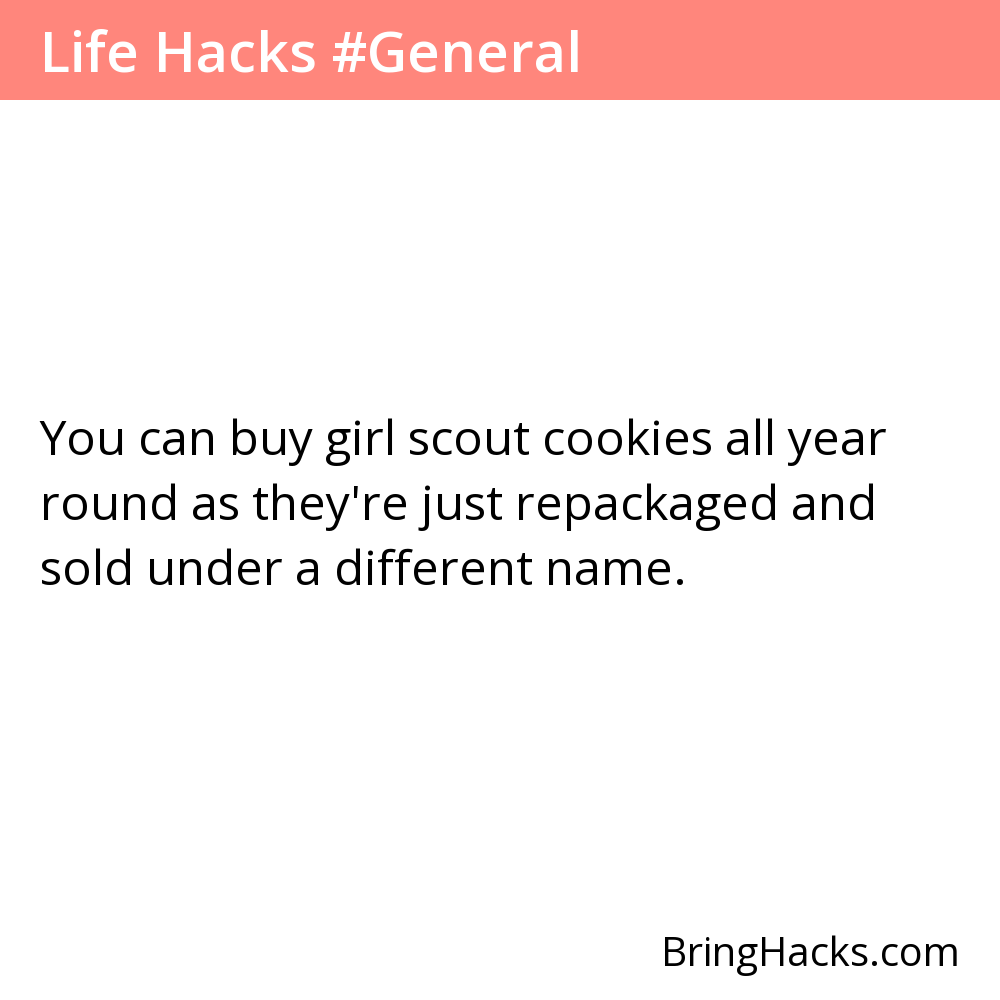 Life Hacks #General
You can buy girl scout cookies all year
round as they're just repackaged and
sold under a different name.
BringHacks.com